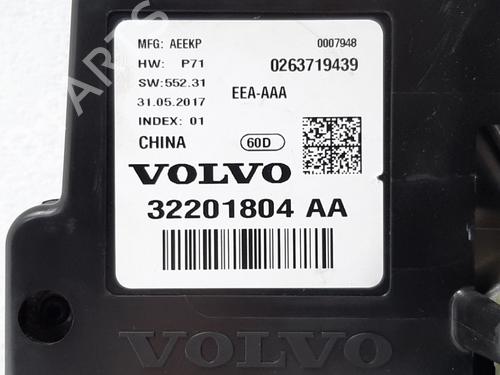 MFG: AEEKP 0007948
HW: P71 0263719439
SW:552.31 EEA-AAA
31.05.2017
INDEX: 01
CHINA 60D
VOLVO
32201804 AA
VOLVO